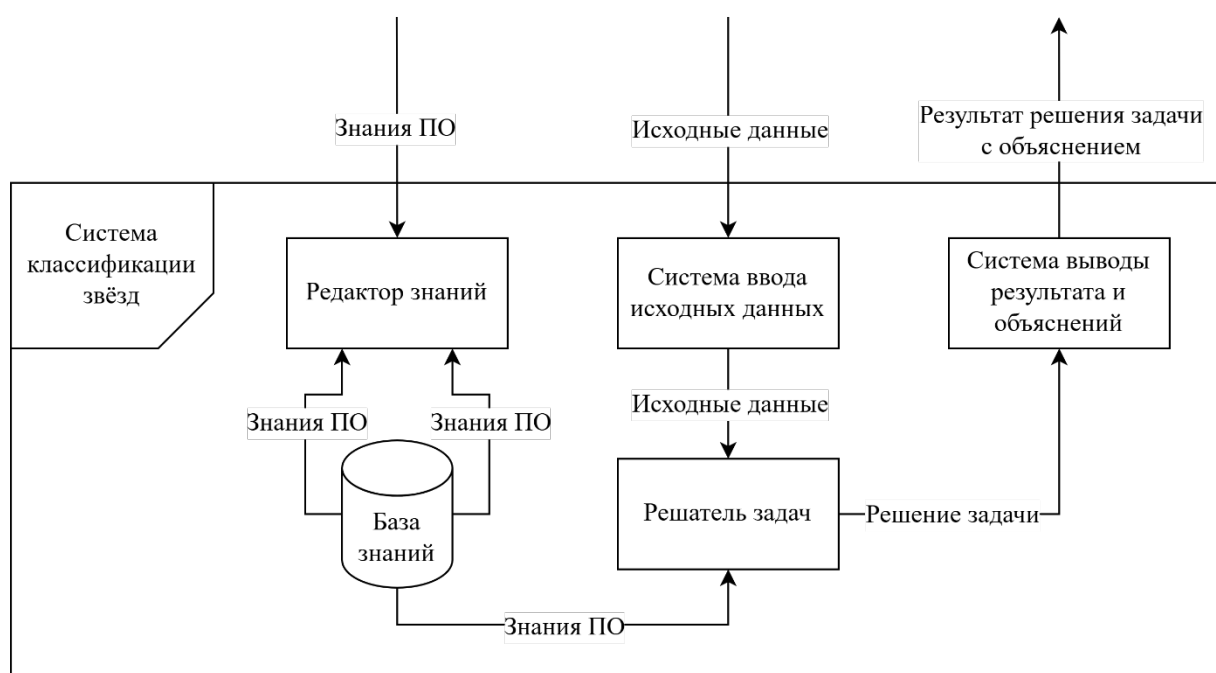 Знания ПО
Исходные данные
Результат решения задачи
с объяснением
Система
классификации
звёзд
Редактор знаний
Система ввода
исходных данных
Система выводы
результата и
объяснений
Знания ПО
Знания ПО
Исходные данные
База
знаний
Решатель задач
Решение задачи
Знания ПО